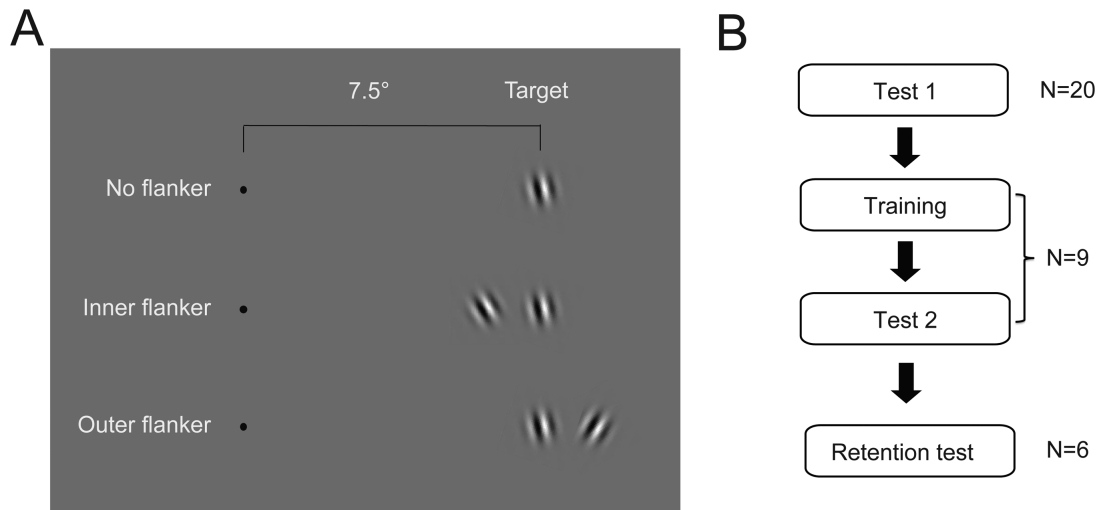 A
7.5° Target
No flanker
Inner flanker
Outer flanker
B
Test 1 N=20
Training
N=9
Test 2
Retention test N=6